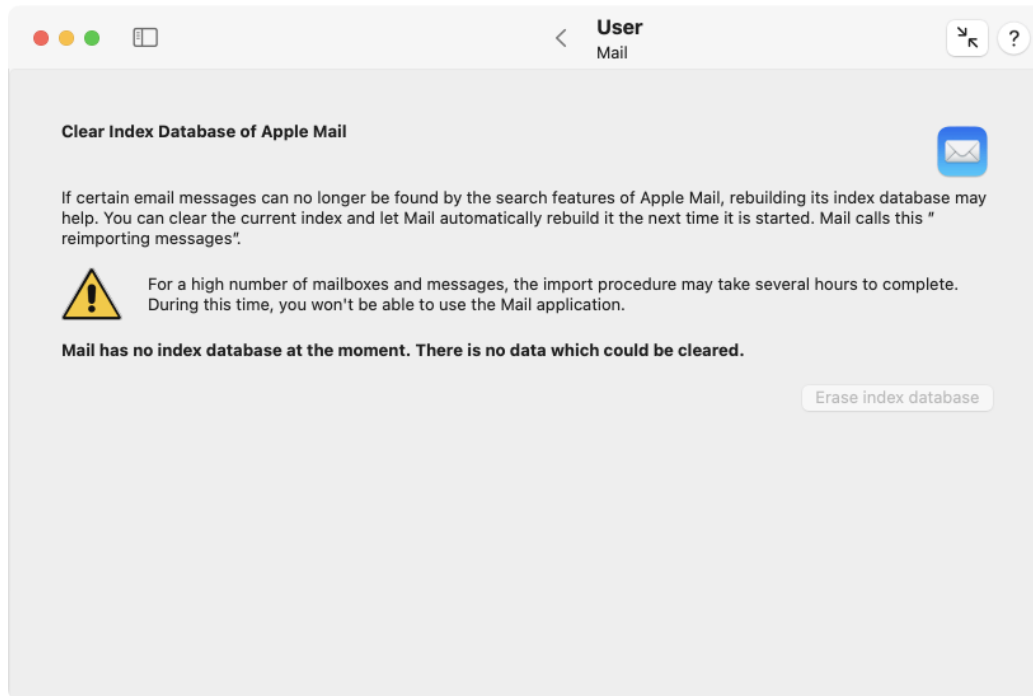 User
Mail
?
Clear Index Database of Apple Mail
If certain email messages can no longer be found by the search features of Apple Mail, rebuilding its index database may
help. You can clear the current index and let Mail automatically rebuild it the next time it is started. Mail calls this "
reimporting messages".
For a high number of mailboxes and messages, the import procedure may take several hours to complete.
During this time, you won't be able to use the Mail application.
Mail has no index database at the moment. There is no data which could be cleared.
Erase index database